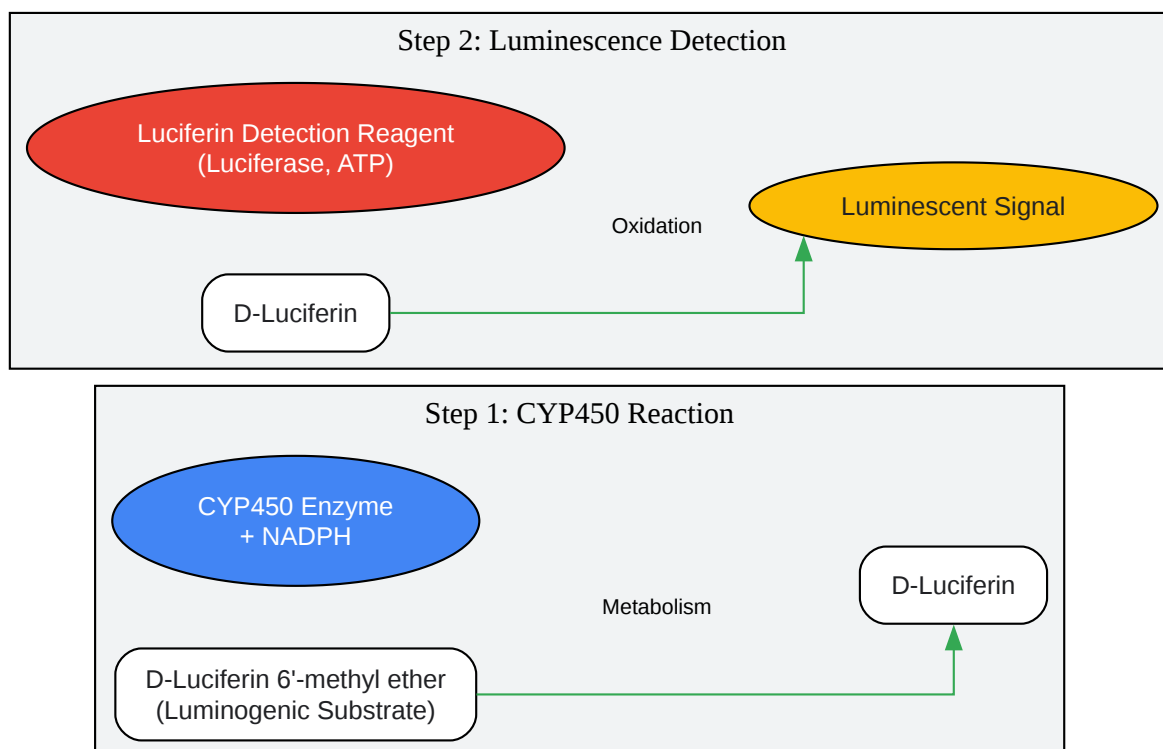 Step 2: Luminescence Detection
Luciferin Detection Reagent
(Luciferase, ATP)
Luminescent Signal
Oxidation
D-Luciferin
Step 1: CYP450 Reaction
CYP450 Enzyme
+ NADPH
D-Luciferin
Metabolism
D-Luciferin 6'-methyl ether
(Luminogenic Substrate)